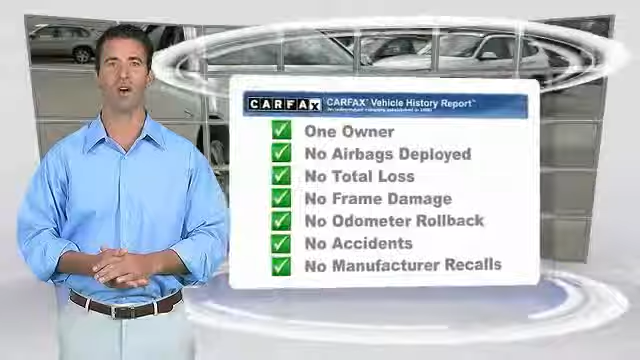 CARFAX CARFAX Vehicle History Report™
One Owner
No Airbags Deployed
No Total Loss
No Frame Damage
No Odometer Rollback
No Accidents
No Manufacturer Recalls